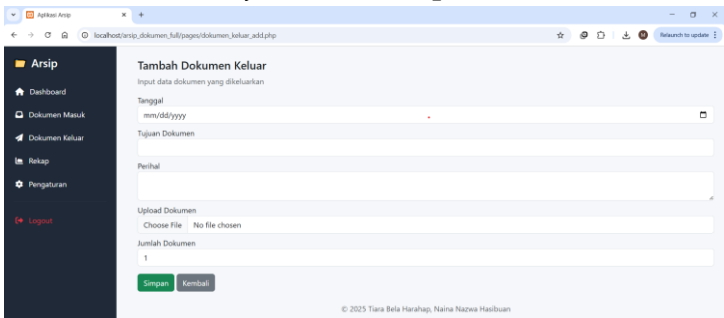 Aplikasi Arsip
localhost/arsip_dokumen_full/pages/dokumen_keluar_add.php
Relaunch to update
Arsip
Dashboard
Dokumen Masuk
Dokumen Keluar
Rekap
Pengaturan
Logout
Tambah Dokumen Keluar
Input data dokumen yang dikeluarkan
Tanggal
mm/dd/yyyy
Tujuan Dokumen
Perihal
Upload Dokumen
Choose File No file chosen
Jumlah Dokumen
1
Simpan Kembali
© 2025 Tiara Bela Harahap, Naina Nazwa Hasibuan